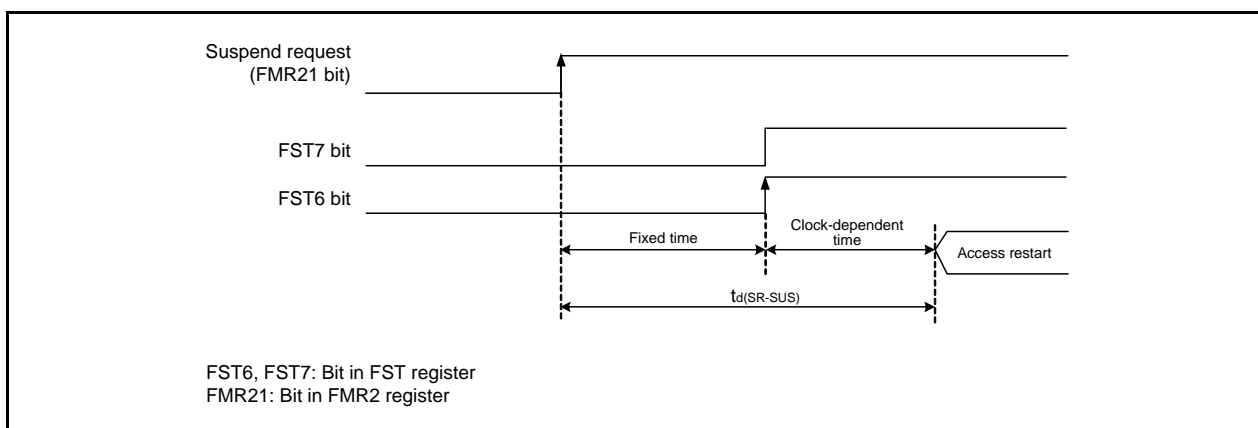 Suspend request
(FMR21 bit)
FST7 bit
FST6 bit
Fixed time
Clock-dependent
time
Access restart
td(SR-SUS)
FST6, FST7: Bit in FST register
FMR21: Bit in FMR2 register